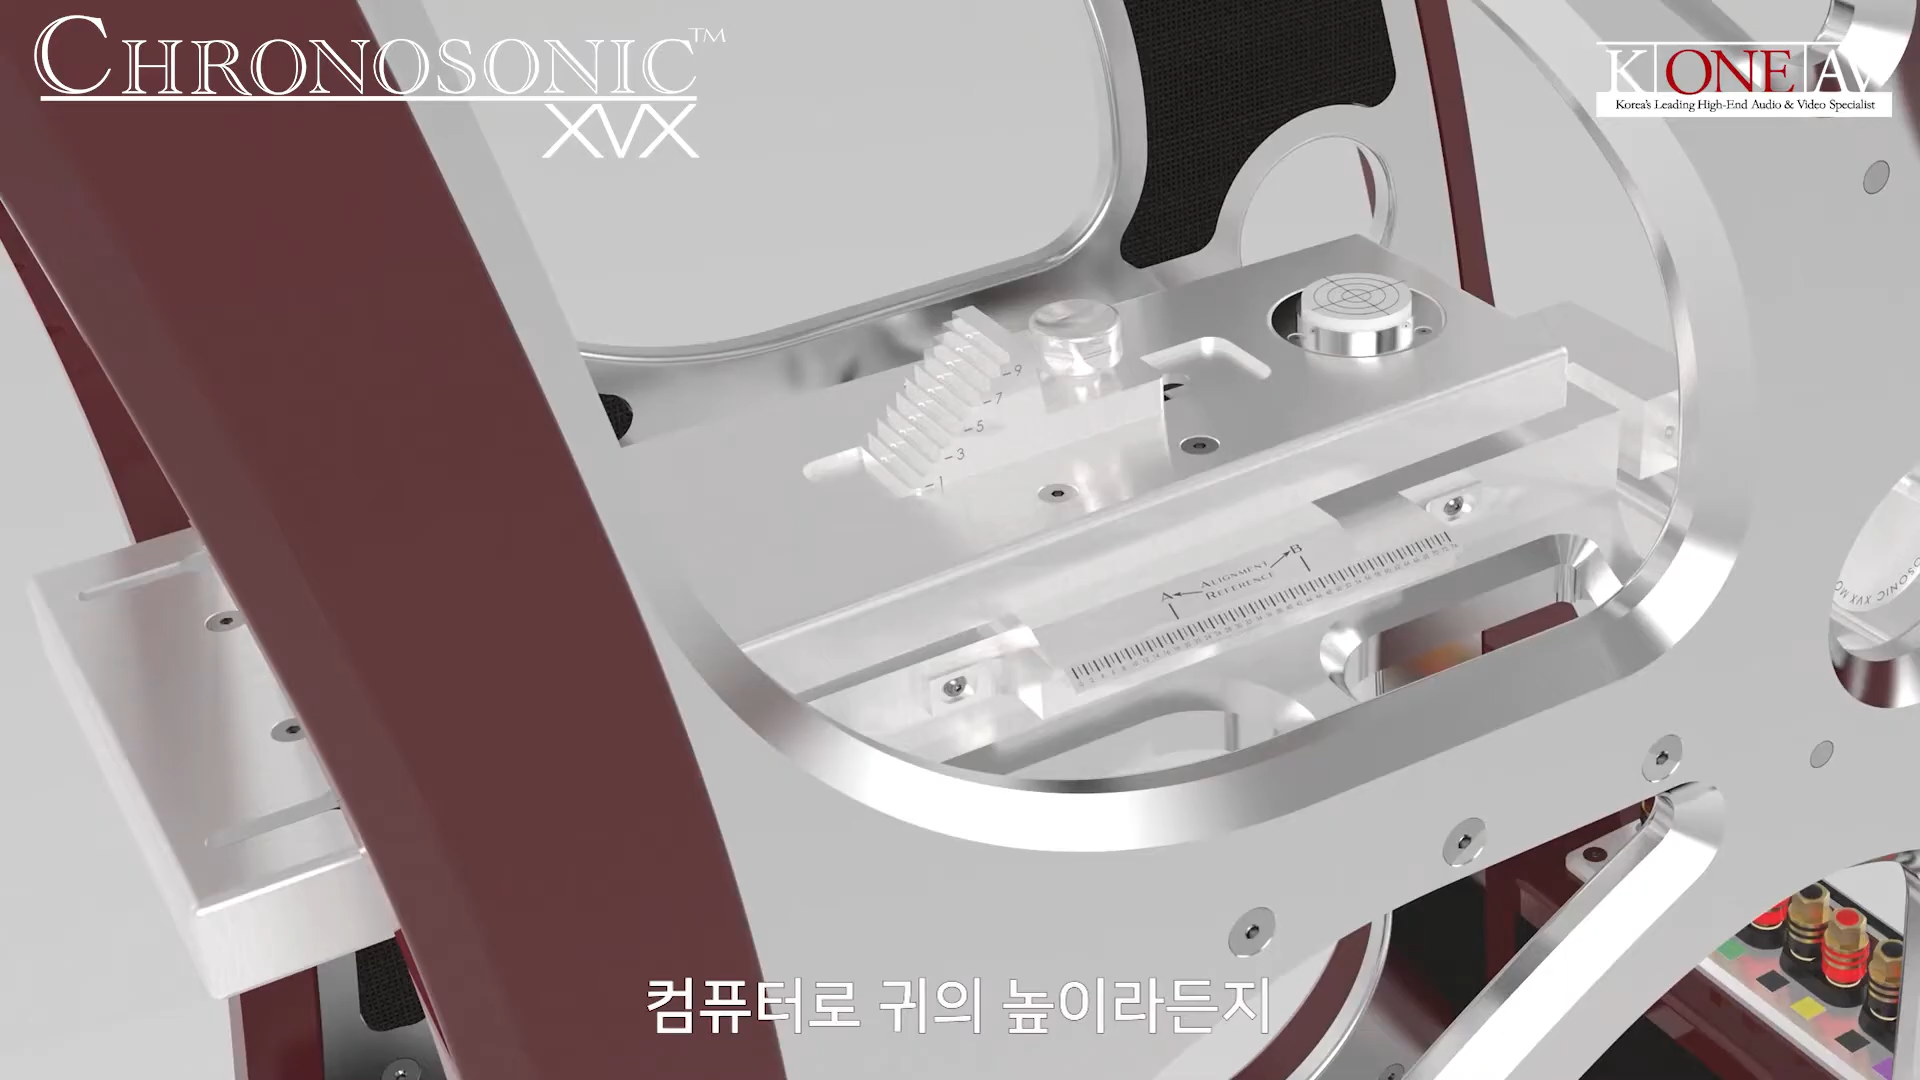 CHRONOSONIC™
XVX
K ONE AV
Korea's Leading High-End Audio & Video Specialist
9
7
5
3
1
A B
ALIGNMENT
REFERENCE
컴퓨터로 귀의 높이라든지